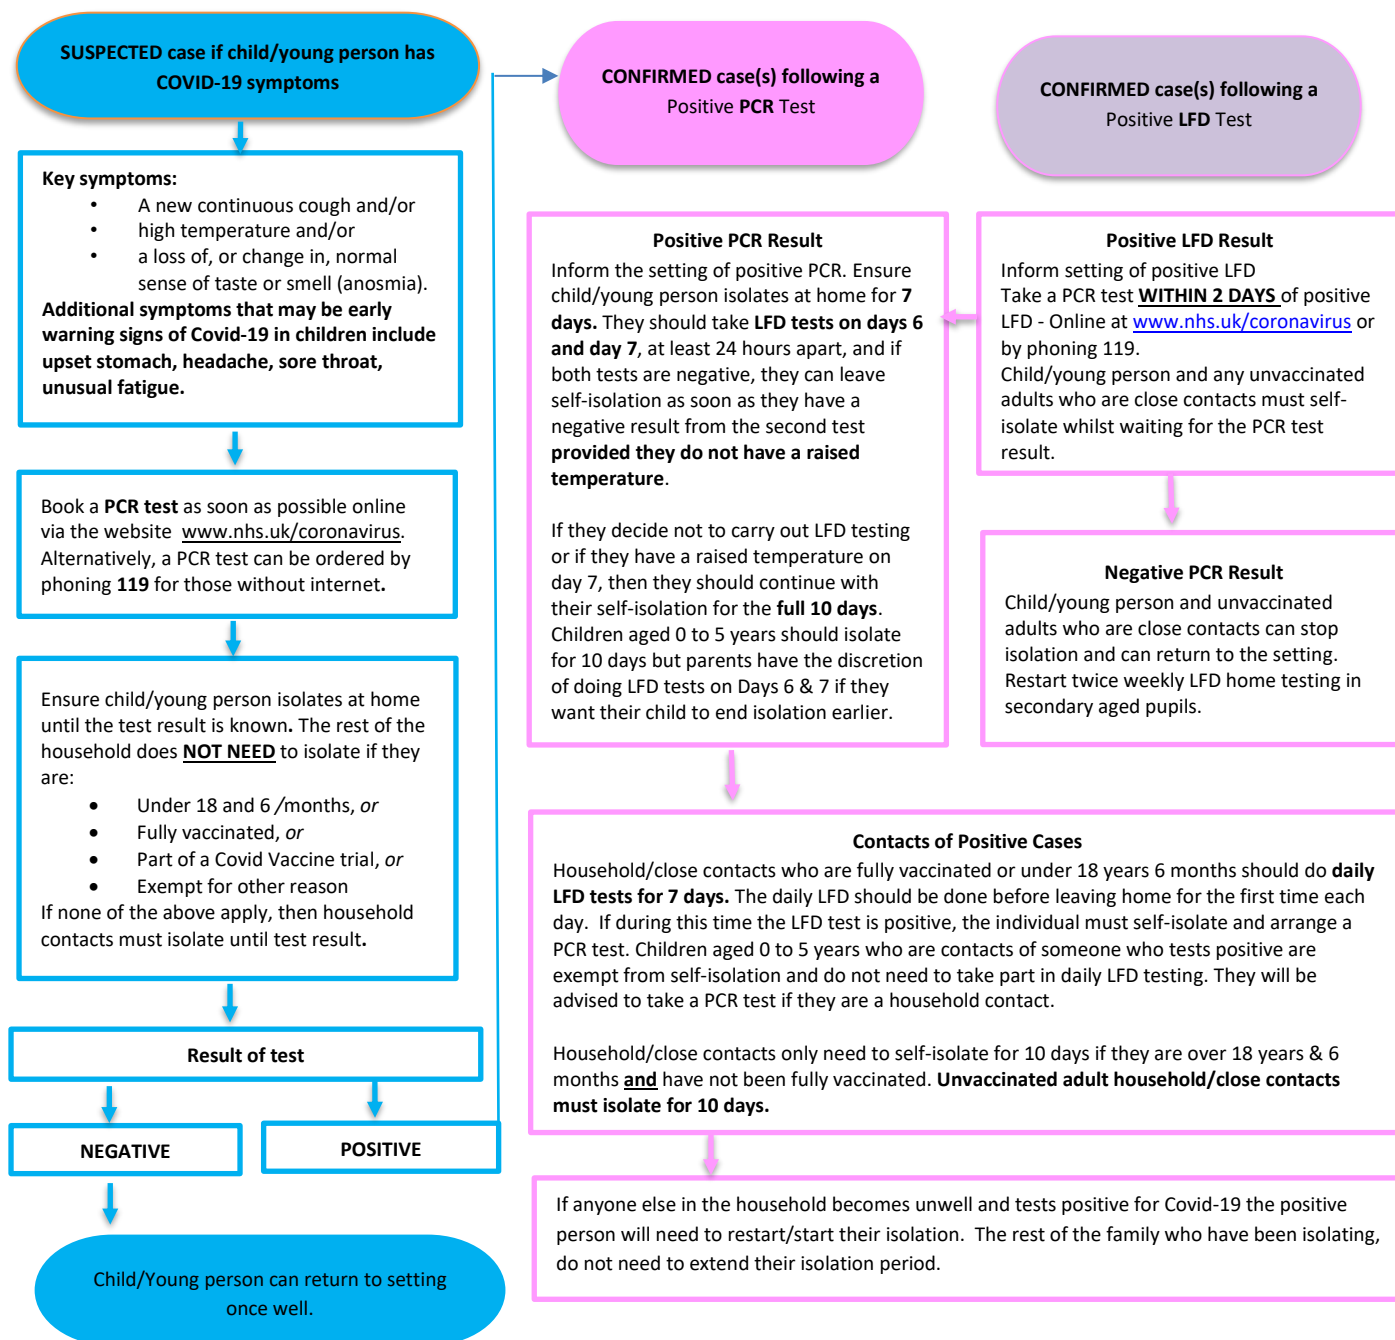 SUSPECTED case if child/young person has
COVID-19 symptoms
Key symptoms:
• A new continuous cough and/or
• high temperature and/or
• a loss of, or change in, normal
sense of taste or smell (anosmia).
Additional symptoms that may be early
warning signs of Covid-19 in children include
upset stomach, headache, sore throat,
unusual fatigue.
Book a PCR test as soon as possible online
via the website www.nhs.uk/coronavirus.
Alternatively, a PCR test can be ordered by
phoning 119 for those without internet.
Ensure child/young person isolates at home
until the test result is known. The rest of the
household does NOT NEED to isolate if they
are:
• Under 18 and 6 /months, or
• Fully vaccinated, or
• Part of a Covid Vaccine trial, or
• Exempt for other reason
If none of the above apply, then household
contacts must isolate until test result.
Result of test
NEGATIVE
POSITIVE
Child/Young person can return to setting
once well.
CONFIRMED case(s) following a
Positive PCR Test
Positive PCR Result
Inform the setting of positive PCR. Ensure
child/young person isolates at home for 7
days. They should take LFD tests on days 6
and day 7, at least 24 hours apart, and if
both tests are negative, they can leave
self-isolation as soon as they have a
negative result from the second test
provided they do not have a raised
temperature.
If they decide not to carry out LFD testing
or if they have a raised temperature on
day 7, then they should continue with
their self-isolation for the full 10 days.
Children aged 0 to 5 years should isolate
for 10 days but parents have the discretion
of doing LFD tests on Days 6 & 7 if they
want their child to end isolation earlier.
CONFIRMED case(s) following a
Positive LFD Test
Positive LFD Result
Inform setting of positive LFD
Take a PCR test WITHIN 2 DAYS of positive
LFD - Online at www.nhs.uk/coronavirus or
by phoning 119.
Child/young person and any unvaccinated
adults who are close contacts must self-
isolate whilst waiting for the PCR test
result.
Negative PCR Result
Child/young person and unvaccinated
adults who are close contacts can stop
isolation and can return to the setting.
Restart twice weekly LFD home testing in
secondary aged pupils.
Contacts of Positive Cases
Household/close contacts who are fully vaccinated or under 18 years 6 months should do daily
LFD tests for 7 days. The daily LFD should be done before leaving home for the first time each
day. If during this time the LFD test is positive, the individual must self-isolate and arrange a
PCR test. Children aged 0 to 5 years who are contacts of someone who tests positive are
exempt from self-isolation and do not need to take part in daily LFD testing. They will be
advised to take a PCR test if they are a household contact.
Household/close contacts only need to self-isolate for 10 days if they are over 18 years & 6
months and have not been fully vaccinated. Unvaccinated adult household/close contacts
must isolate for 10 days.
If anyone else in the household becomes unwell and tests positive for Covid-19 the positive
person will need to restart/start their isolation. The rest of the family who have been isolating,
do not need to extend their isolation period.